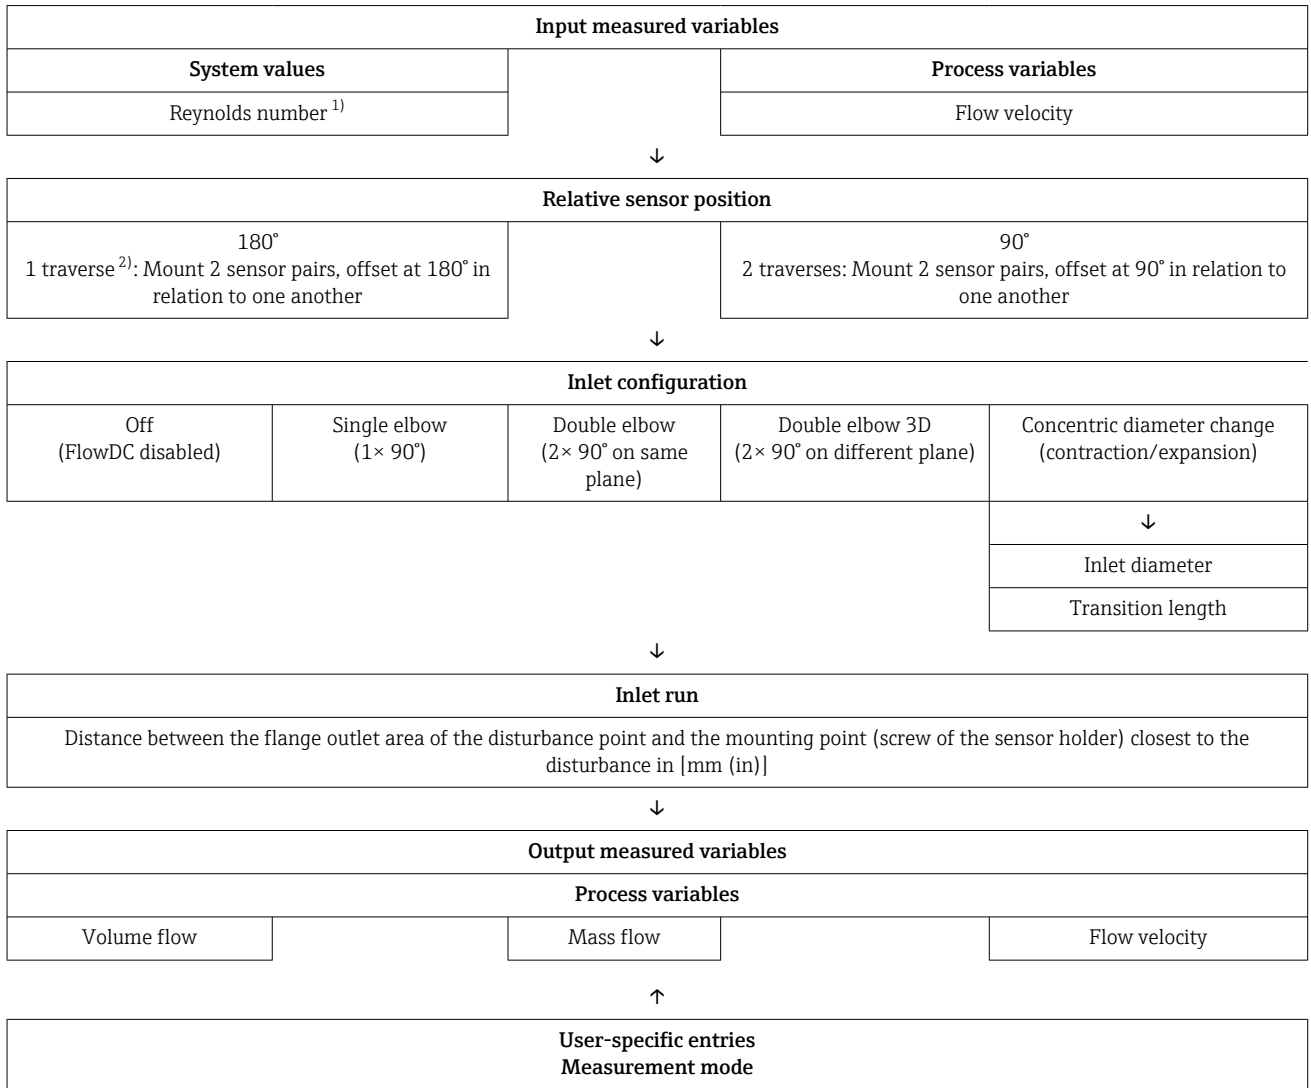 Input measured variables
System values
Process variables
Reynolds number 1)
Flow velocity
↓
Relative sensor position
180°
1 traverse 2): Mount 2 sensor pairs, offset at 180° in
relation to one another
90°
2 traverses: Mount 2 sensor pairs, offset at 90° in relation to
one another
↓
Inlet configuration
Off
(FlowDC disabled)
Single elbow
(1× 90°)
Double elbow
(2× 90° on same
plane)
Double elbow 3D
(2× 90° on different plane)
Concentric diameter change
(contraction/expansion)
↓
Inlet diameter
Transition length
↓
Inlet run
Distance between the flange outlet area of the disturbance point and the mounting point (screw of the sensor holder) closest to the
disturbance in [mm (in)]
↓
Output measured variables
Process variables
Volume flow
Mass flow
Flow velocity
↑
User-specific entries
Measurement mode